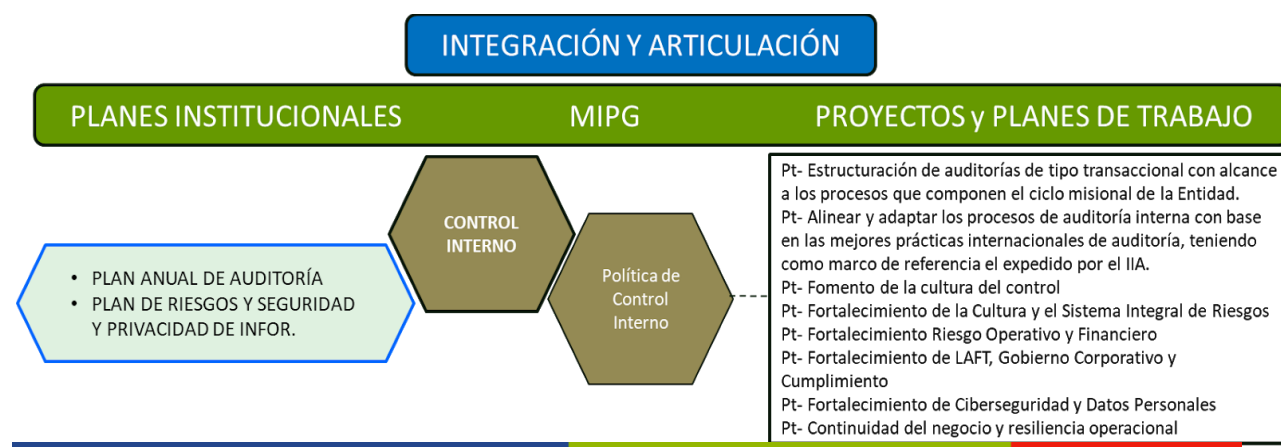 INTEGRACIÓN Y ARTICULACIÓN
PLANES INSTITUCIONALES
MIPG
PROYECTOS y PLANES DE TRABAJO
• PLAN ANUAL DE AUDITORÍA
• PLAN DE RIESGOS Y SEGURIDAD
Y PRIVACIDAD DE INFOR.
CONTROL
INTERNO
Política de
Control
Interno
Pt- Estructuración de auditorías de tipo transaccional con alcance
a los procesos que componen el ciclo misional de la Entidad.
Pt- Alinear y adaptar los procesos de auditoría interna con base
en las mejores prácticas internacionales de auditoría, teniendo
como marco de referencia el expedido por el IIA.
Pt- Fomento de la cultura del control
Pt- Fortalecimiento de la Cultura y el Sistema Integral de Riesgos
Pt- Fortalecimiento Riesgo Operativo y Financiero
Pt- Fortalecimiento de LAFT, Gobierno Corporativo y
Cumplimiento
Pt- Fortalecimiento de Ciberseguridad y Datos Personales
Pt- Continuidad del negocio y resiliencia operacional